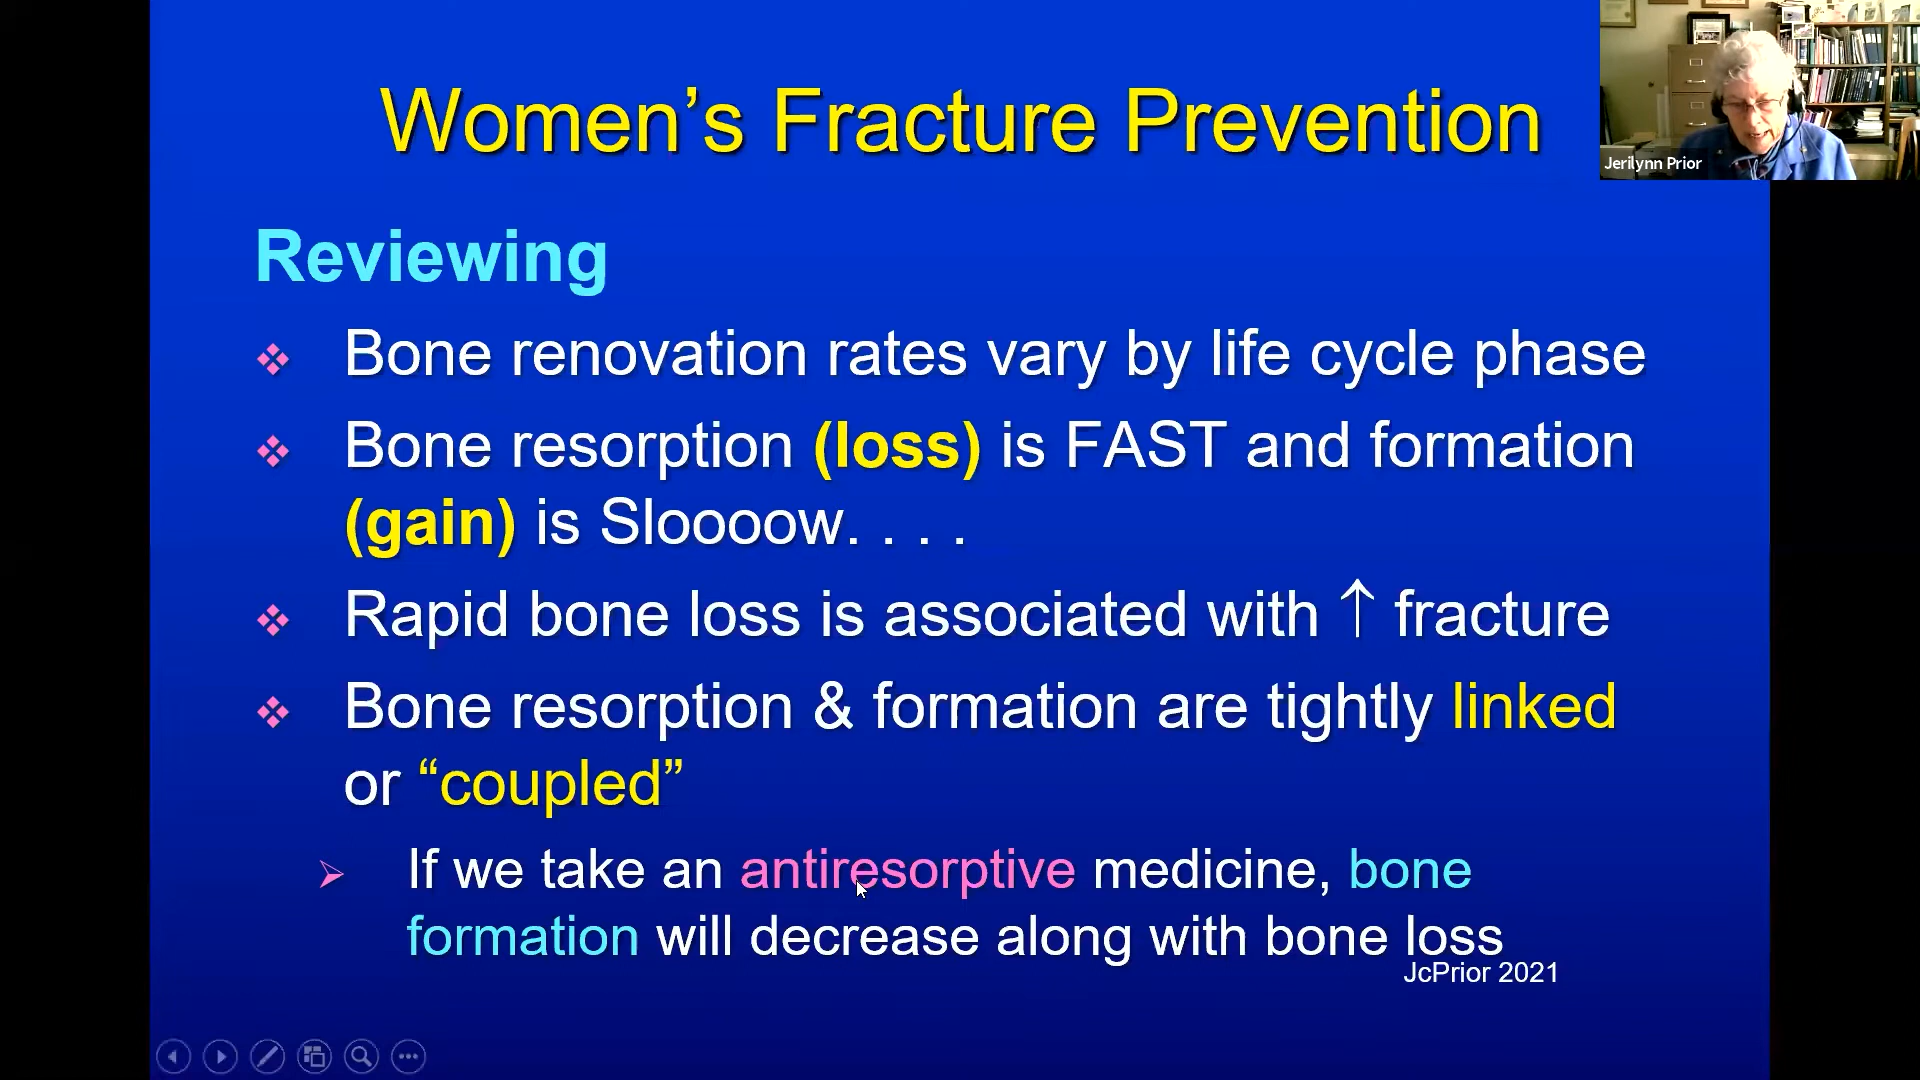 Women’s Fracture Prevention
Jerilynn Prior
Reviewing
Bone renovation rates vary by life cycle phase
Bone resorption (loss) is FAST and formation
(gain) is Sloooow. . . .
Rapid bone loss is associated with ↑ fracture
Bone resorption & formation are tightly linked
or “coupled”
If we take an antiresorptive medicine, bone
formation will decrease along with bone loss
JcPrior 2021